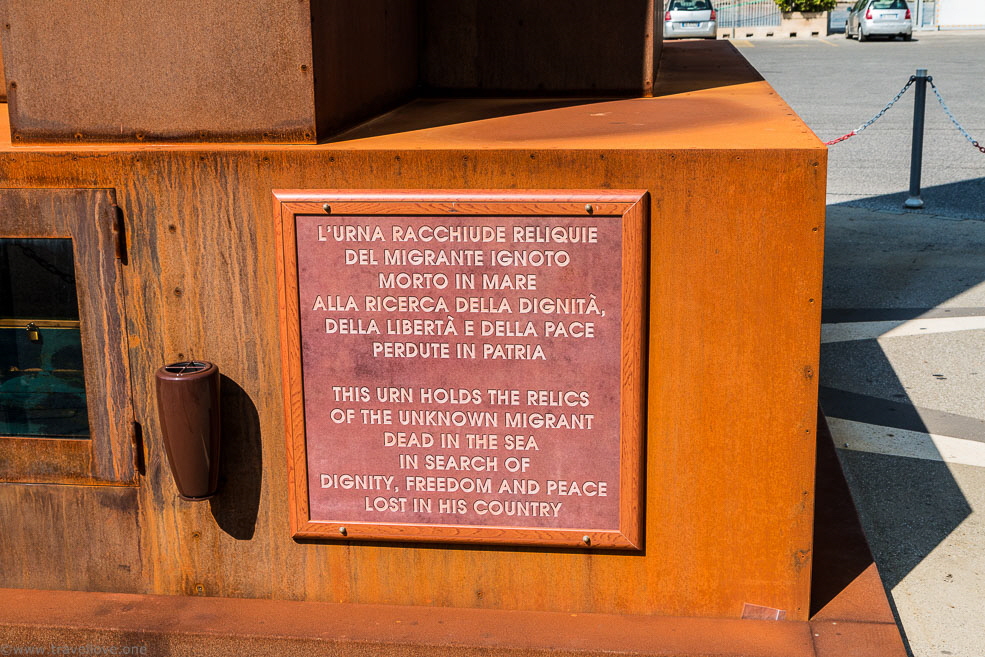 L'URNA RACCHIUDE RELIQUIE
DEL MIGRANTE IGNOTO
MORTO IN MARE
ALLA RICERCA DELLA DIGNITÀ,
DELLA LIBERTÀ E DELLA PACE
PERDUTE IN PATRIA
THIS URN HOLDS THE RELICS
OF THE UNKNOWN MIGRANT
DEAD IN THE SEA
IN SEARCH OF
DIGNITY, FREEDOM AND PEACE
LOST IN HIS COUNTRY
©www.travellove.one